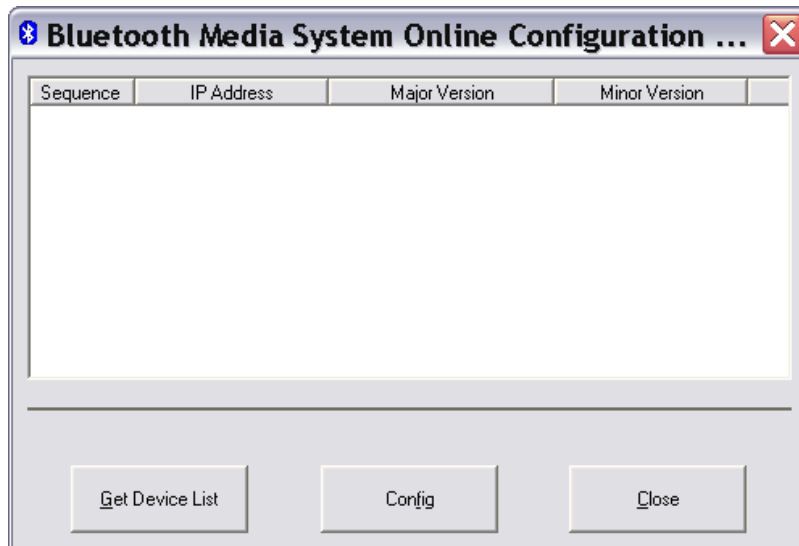 Bluetooth Media System Online Configuration ...
Sequence IP Address Major Version Minor Version
Get Device List Config Close